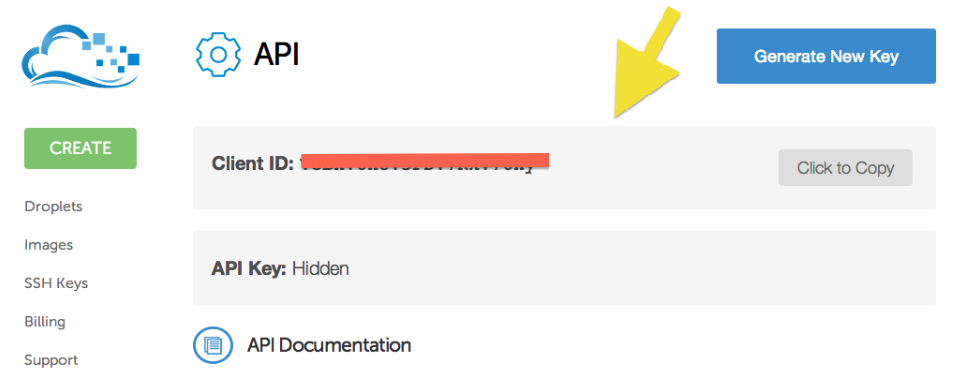 API
Generate New Key
CREATE
Client ID:
Click to Copy
Droplets
Images
API Key: Hidden
SSH Keys
Billing
API Documentation
Support